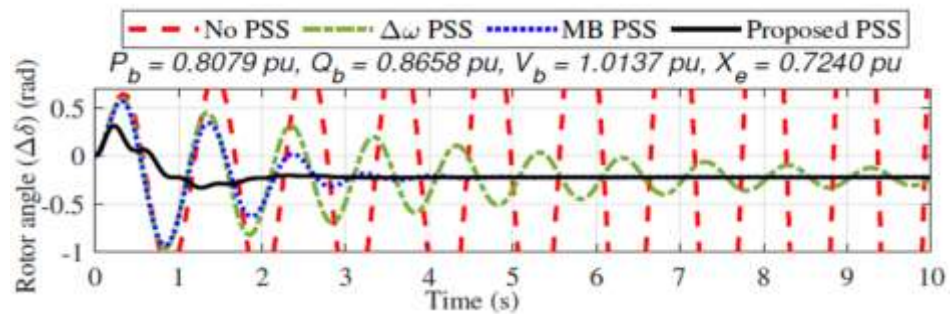 No PSS Δω PSS MB PSS Proposed PSS
P_b = 0.8079 pu, Q_b = 0.8658 pu, V_b = 1.0137 pu, X_e = 0.7240 pu
Rotor angle (Δδ) (rad)
0.5
0
-0.5
-1
0 1 2 3 4 5 6 7 8 9 10
Time (s)